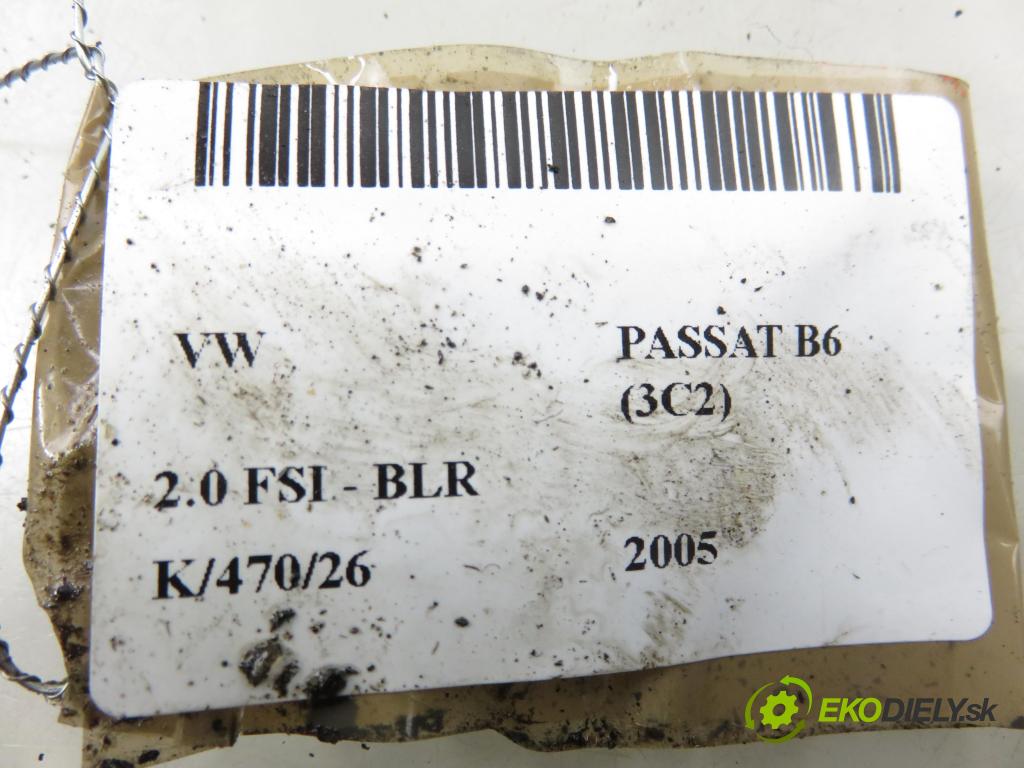 VW PASSAT B6
(3C2)
2.0 FSI - BLR
K/470/26 2005
EKODIELY.sk